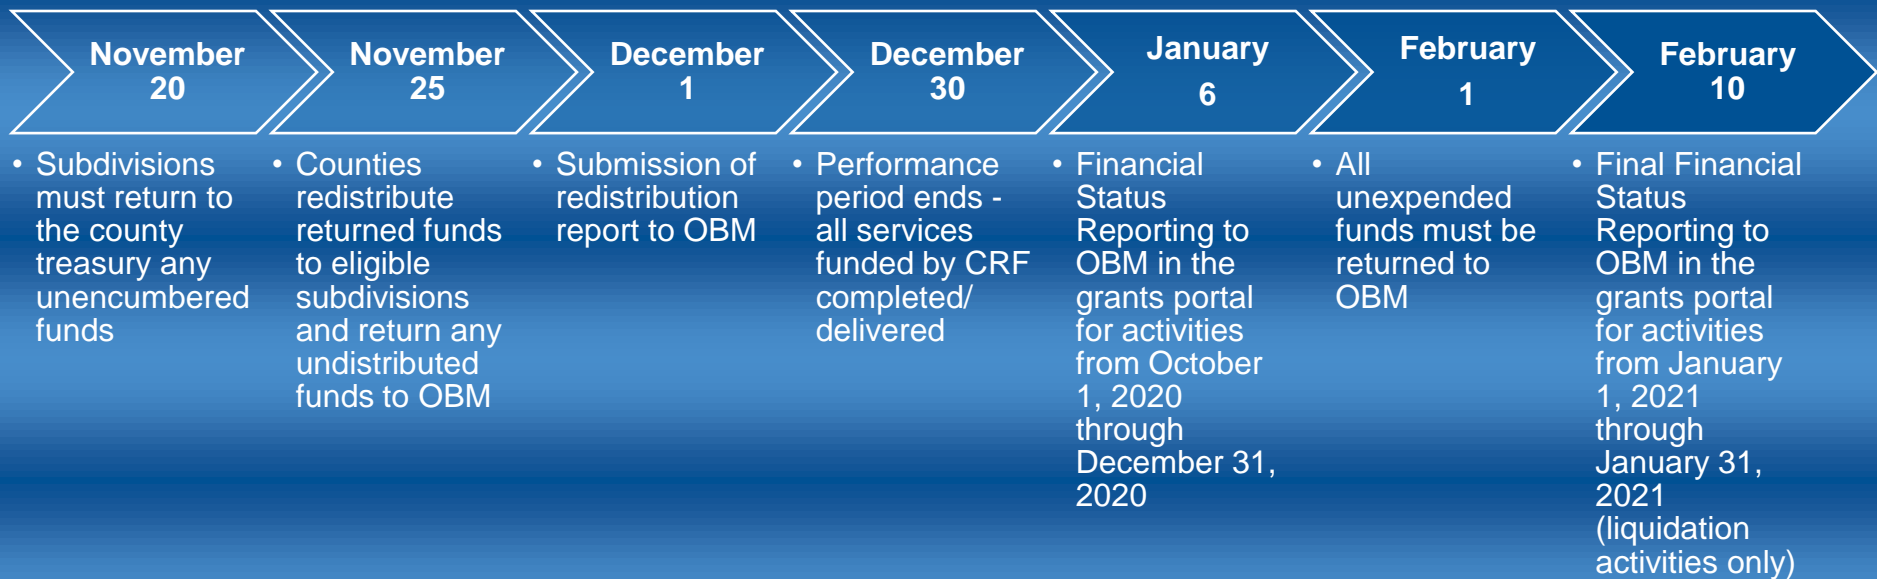 November
20
• Subdivisions
must return to
the county
treasury any
unencumbered
funds
November
25
• Counties
redistribute
returned funds
to eligible
subdivisions
and return any
undistributed
funds to OBM
December
1
• Submission of
redistribution
report to OBM
December
30
• Performance
period ends -
all services
funded by CRF
completed/
delivered
January
6
• Financial
Status
Reporting to
OBM in the
grants portal
for activities
from October
1, 2020
through
December 31,
2020
February
1
• All
unexpended
funds must be
returned to
OBM
February
10
• Final Financial
Status
Reporting to
OBM in the
grants portal
for activities
from January
1, 2021
through
January 31,
2021
(liquidation
activities only)